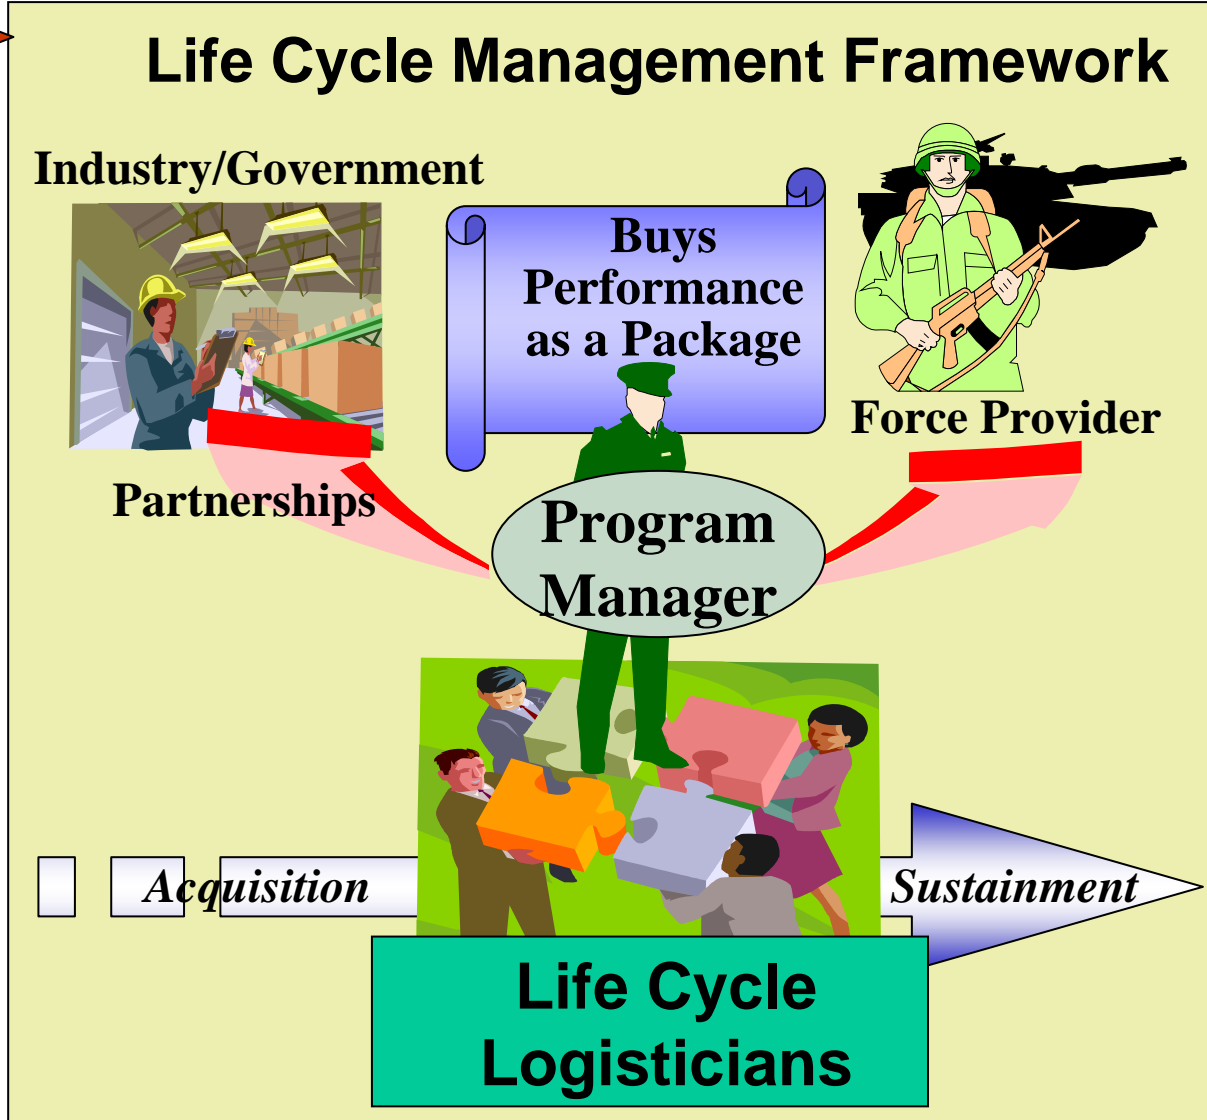 Life Cycle Management Framework
Industry/Government
Buys
Performance
as a Package
Force Provider
Partnerships
Program
Manager
Acquisition
Sustainment
Life Cycle
Logisticians